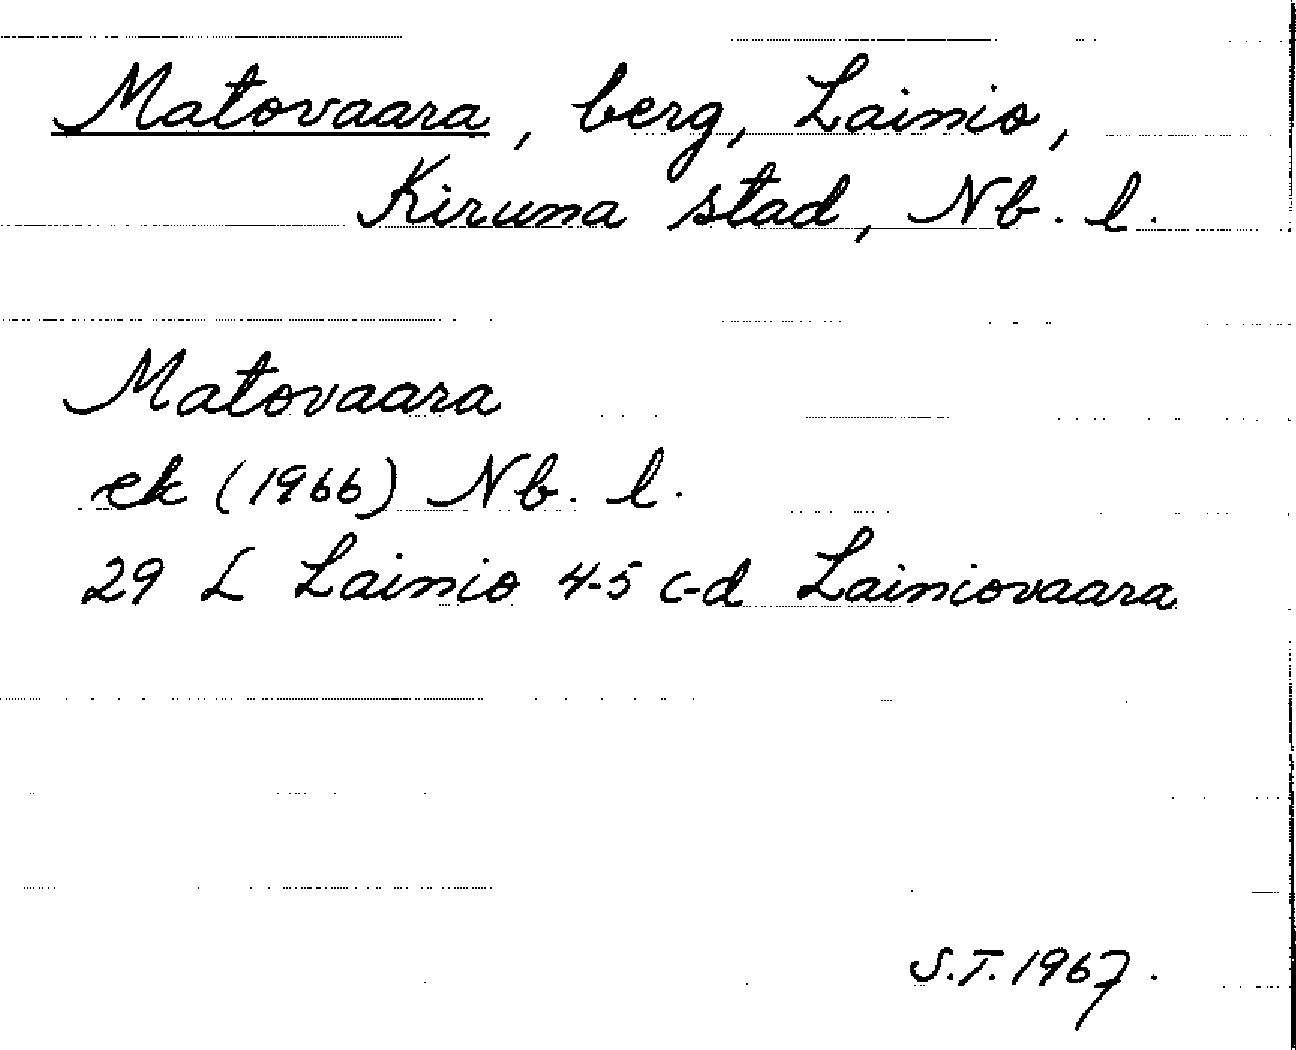 Matovaara, berg, Lainio,
Kiruna stad, Nb. l.
Matovaara
ek (1966) Nb. l.
29 L Lainio 4-5 c-d Lainiovaara
S.T. 1967.